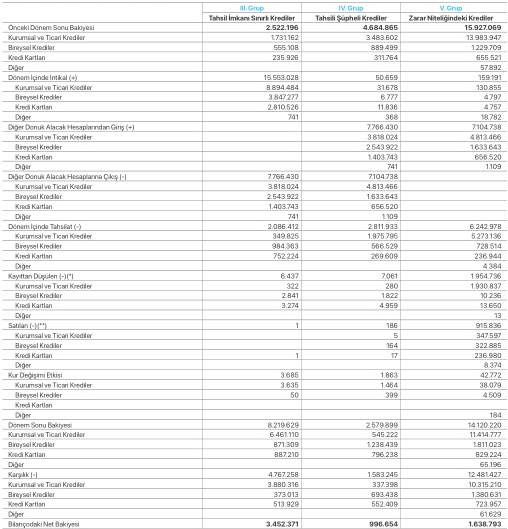 III. Grup IV. Grup V. Grup
Tahsil İmkanı Sınırlı Krediler Tahsili Şüpheli Krediler Zarar Niteliğindeki Krediler
Önceki Dönem Sonu Bakiyesi 2.522.196 4.684.865 15.927.069
Kurumsal ve Ticari Krediler 1.731.162 3.483.602 13.983.947
Bireysel Krediler 555.108 889.499 1.229.709
Kredi Kartları 235.926 311.764 655.521
Diğer 57.892
Dönem İçinde İntikal (+) 15.553.028 50.659 159.191
Kurumsal ve Ticari Krediler 8.894.484 31.678 130.855
Bireysel Krediler 3.847.277 6.777 4.797
Kredi Kartları 2.810.526 11.836 4.757
Diğer 741 368 18.782
Diğer Donuk Alacak Hesaplarından Giriş (+) 7.766.430 7.104.738
Kurumsal ve Ticari Krediler 3.818.024 4.813.466
Bireysel Krediler 2.543.922 1.633.643
Kredi Kartları 1.403.743 656.520
Diğer 741 1.109
Diğer Donuk Alacak Hesaplarına Çıkış (-) 7.766.430 7.104.738
Kurumsal ve Ticari Krediler 3.818.024 4.813.466
Bireysel Krediler 2.543.922 1.633.643
Kredi Kartları 1.403.743 656.520
Diğer 741 1.109
Dönem İçinde Tahsilat (-) 2.086.412 2.811.933 6.242.978
Kurumsal ve Ticari Krediler 349.825 1.975.795 5.273.136
Bireysel Krediler 984.363 566.529 728.514
Kredi Kartları 752.224 269.609 236.944
Diğer 4.384
Kayıttan Düşülen (-)(*) 6.437 7.061 1.954.736
Kurumsal ve Ticari Krediler 322 280 1.930.837
Bireysel Krediler 2.841 1.822 10.236
Kredi Kartları 3.274 4.959 13.650
Diğer 13
Satılan (-)(**) 1 186 915.836
Kurumsal ve Ticari Krediler 5 347.597
Bireysel Krediler 164 322.885
Kredi Kartları 1 17 236.980
Diğer 8.374
Kur Değişimi Etkisi 3.685 1.863 42.772
Kurumsal ve Ticari Krediler 3.635 1.464 38.079
Bireysel Krediler 50 399 4.509
Kredi Kartları
Diğer 184
Dönem Sonu Bakiyesi 8.219.629 2.579.899 14.120.220
Kurumsal ve Ticari Krediler 6.461.110 545.222 11.414.777
Bireysel Krediler 871.309 1.238.439 1.811.023
Kredi Kartları 887.210 796.238 829.224
Diğer 65.196
Karşılık (-) 4.767.258 1.583.245 12.481.427
Kurumsal ve Ticari Krediler 3.880.316 337.398 10.315.210
Bireysel Krediler 373.013 693.438 1.380.631
Kredi Kartları 513.929 552.409 723.957
Diğer 61.629
Bilançodaki Net Bakiyesi 3.452.371 996.654 1.638.793